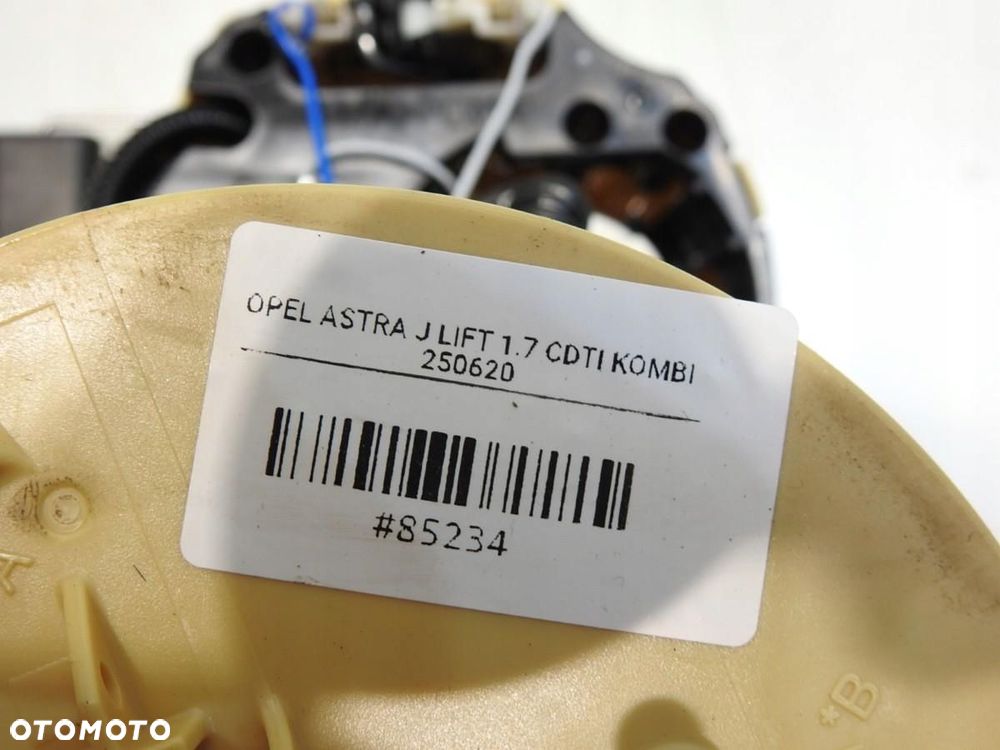 OPEL ASTRA J LIFT 1.7 CDTI KOMBI
250620
#85234
A
*B
OTOMOTO